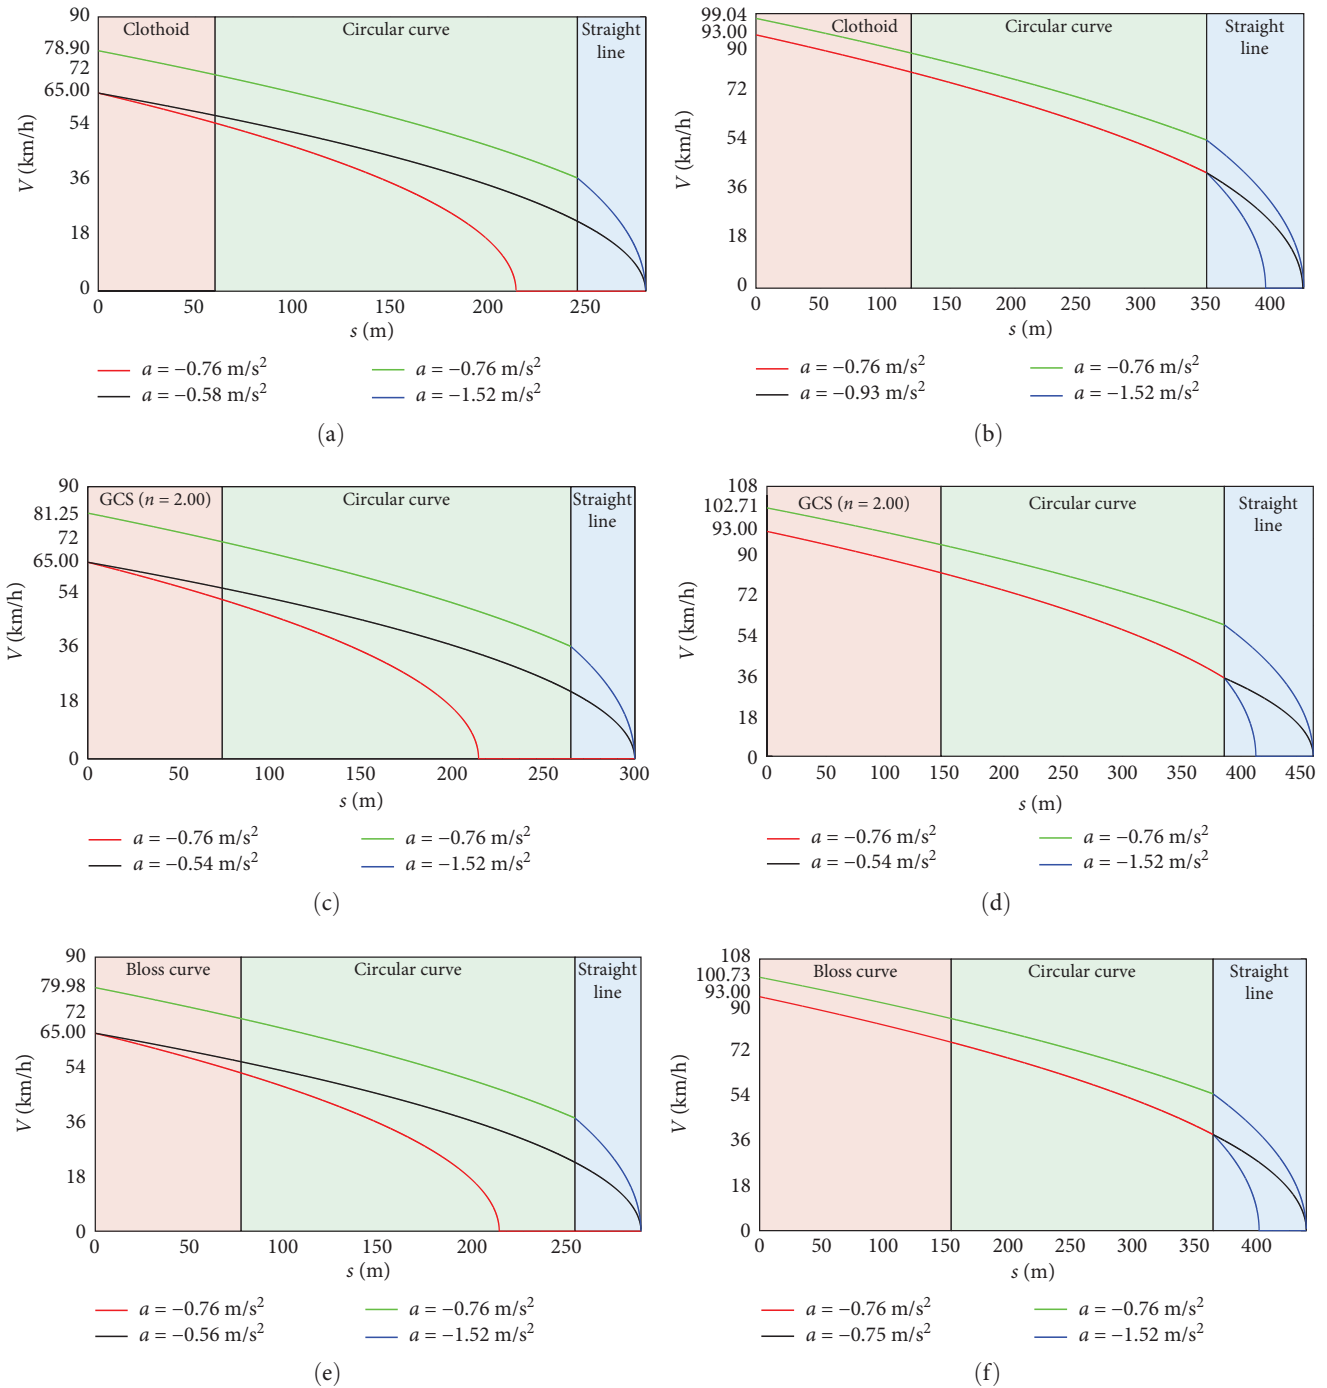 90
78.90
72
65.00
54
36
18
0
V (km/h)
Clothoid
Circular curve
Straight
line
0 50 100 150 200 250
s (m)
a = −0.76 m/s²
a = −0.58 m/s²
a = −0.76 m/s²
a = −1.52 m/s²
(a)
99.04
93.00
90
72
54
36
18
0
V (km/h)
Clothoid
Circular curve
Straight
line
0 50 100 150 200 250 300 350 400
s (m)
a = −0.76 m/s²
a = −0.93 m/s²
a = −0.76 m/s²
a = −1.52 m/s²
(b)
90
81.25
72
65.00
54
36
18
0
V (km/h)
GCS (n = 2.00)
Circular curve
Straight
line
0 50 100 150 200 250 300
s (m)
a = −0.76 m/s²
a = −0.54 m/s²
a = −0.76 m/s²
a = −1.52 m/s²
(c)
108
102.71
93.00
90
72
54
36
18
0
V (km/h)
GCS (n = 2.00)
Circular curve
Straight
line
0 50 100 150 200 250 300 350 400 450
s (m)
a = −0.76 m/s²
a = −0.54 m/s²
a = −0.76 m/s²
a = −1.52 m/s²
(d)
90
79.98
72
65.00
54
36
18
0
V (km/h)
Bloss curve
Circular curve
Straight
line
0 50 100 150 200 250
s (m)
a = −0.76 m/s²
a = −0.56 m/s²
a = −0.76 m/s²
a = −1.52 m/s²
(e)
108
100.73
93.00
90
72
54
36
18
0
V (km/h)
Bloss curve
Circular curve
Straight
line
0 50 100 150 200 250 300 350 400
s (m)
a = −0.76 m/s²
a = −0.75 m/s²
a = −0.76 m/s²
a = −1.52 m/s²
(f)